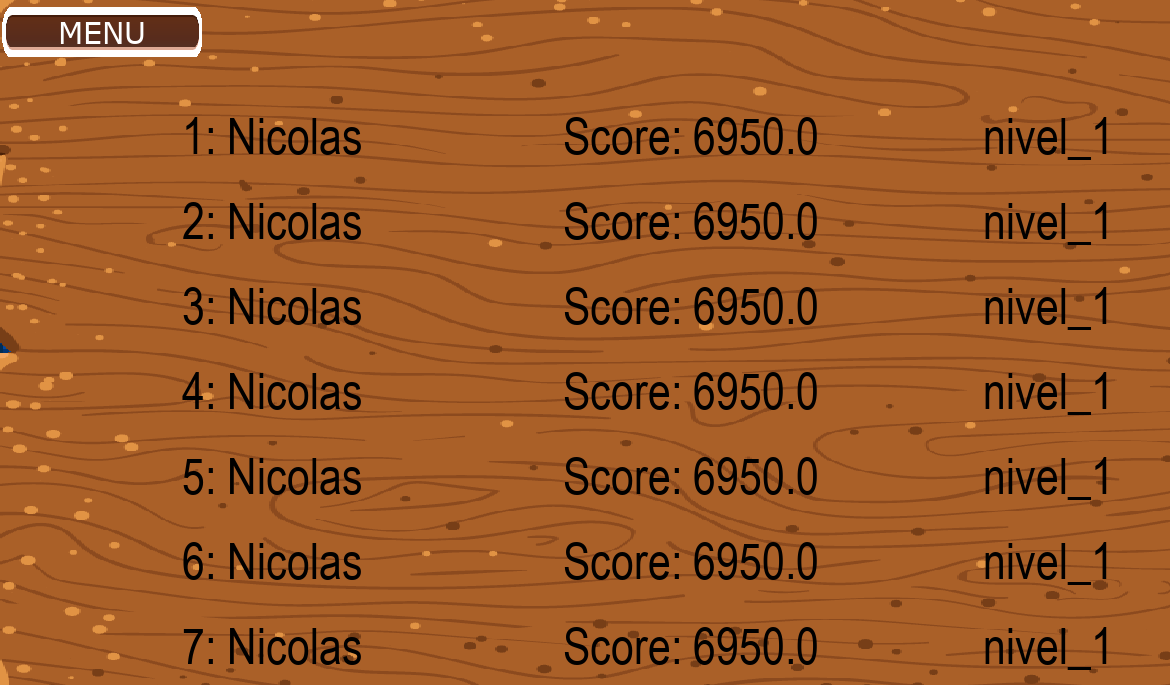 MENU
1: Nicolas Score: 6950.0 nivel_1
2: Nicolas Score: 6950.0 nivel_1
3: Nicolas Score: 6950.0 nivel_1
4: Nicolas Score: 6950.0 nivel_1
5: Nicolas Score: 6950.0 nivel_1
6: Nicolas Score: 6950.0 nivel_1
7: Nicolas Score: 6950.0 nivel_1